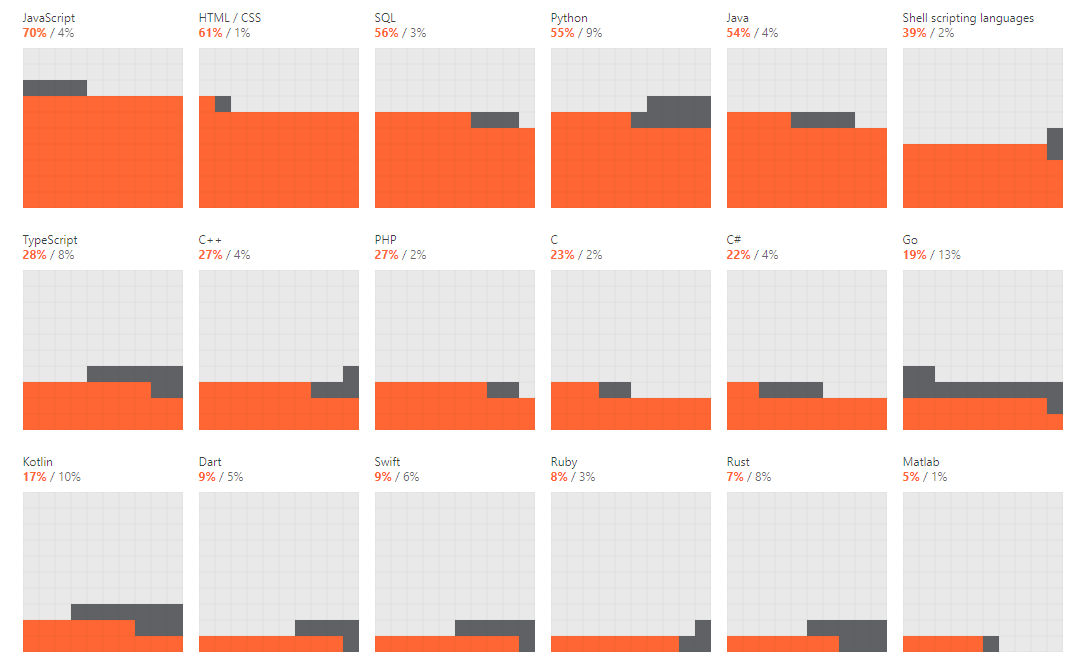 JavaScript
70% / 4%
HTML / CSS
61% / 1%
SQL
56% / 3%
Python
55% / 9%
Java
54% / 4%
Shell scripting languages
39% / 2%
TypeScript
28% / 8%
C++
27% / 4%
PHP
27% / 2%
C
23% / 2%
C#
22% / 4%
Go
19% / 13%
Kotlin
17% / 10%
Dart
9% / 5%
Swift
9% / 6%
Ruby
8% / 3%
Rust
7% / 8%
Matlab
5% / 1%